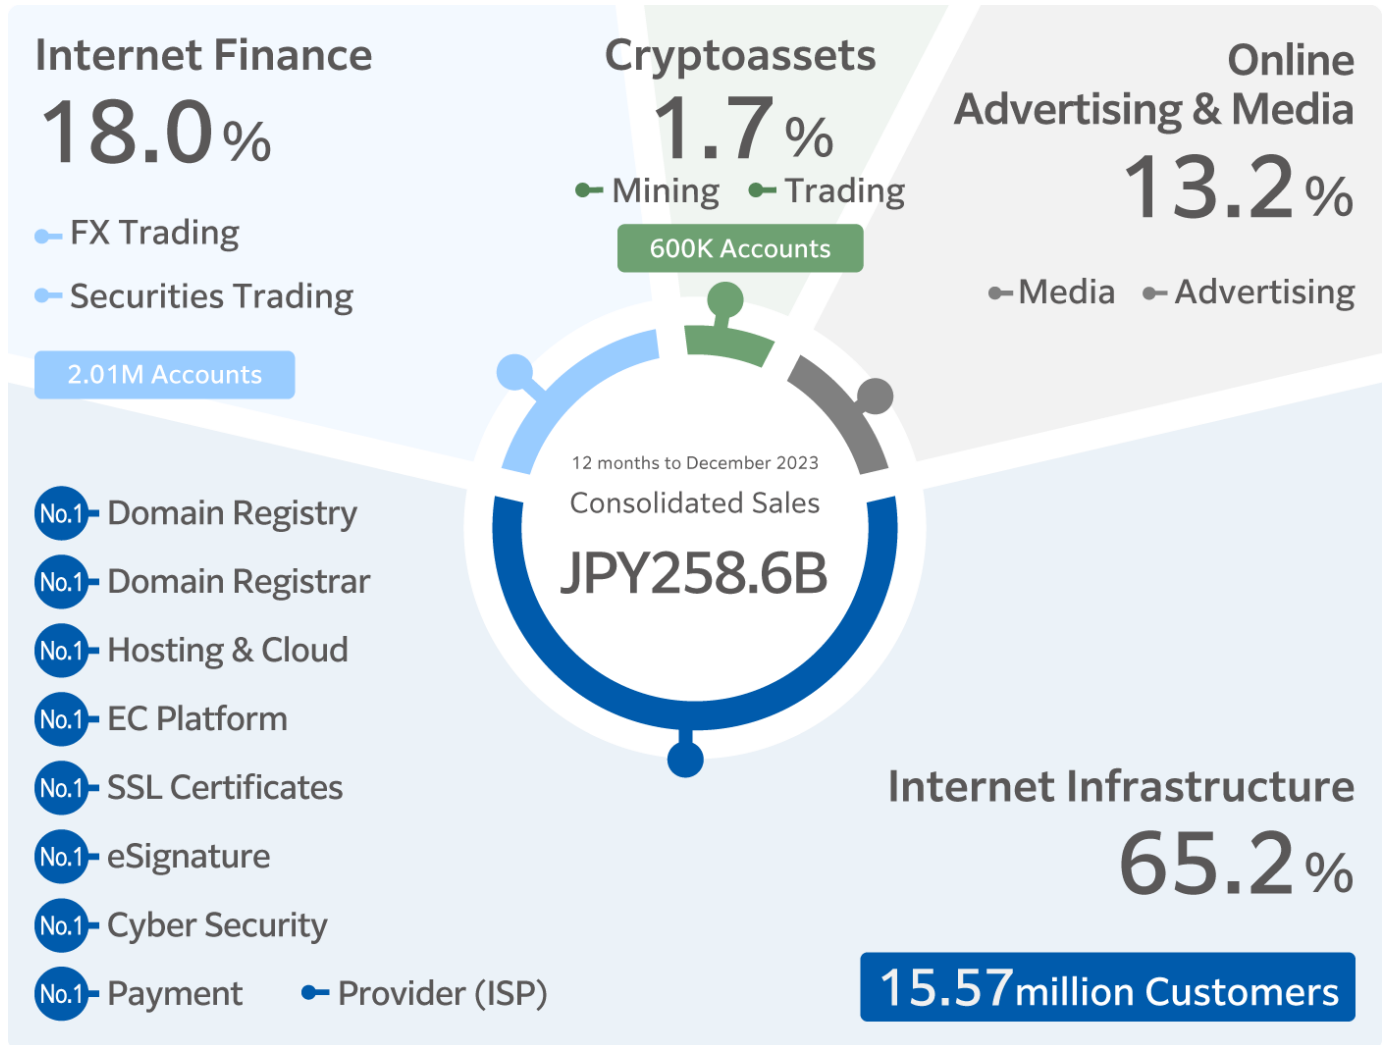 Internet Finance
18.0%
FX Trading
Securities Trading
2.01M Accounts
Cryptoassets
1.7%
Mining Trading
600K Accounts
Online
Advertising & Media
13.2%
Media Advertising
12 months to December 2023
Consolidated Sales
JPY258.6B
No.1 Domain Registry
No.1 Domain Registrar
No.1 Hosting & Cloud
No.1 EC Platform
No.1 SSL Certificates
No.1 eSignature
No.1 Cyber Security
No.1 Payment Provider (ISP)
Internet Infrastructure
65.2%
15.57million Customers